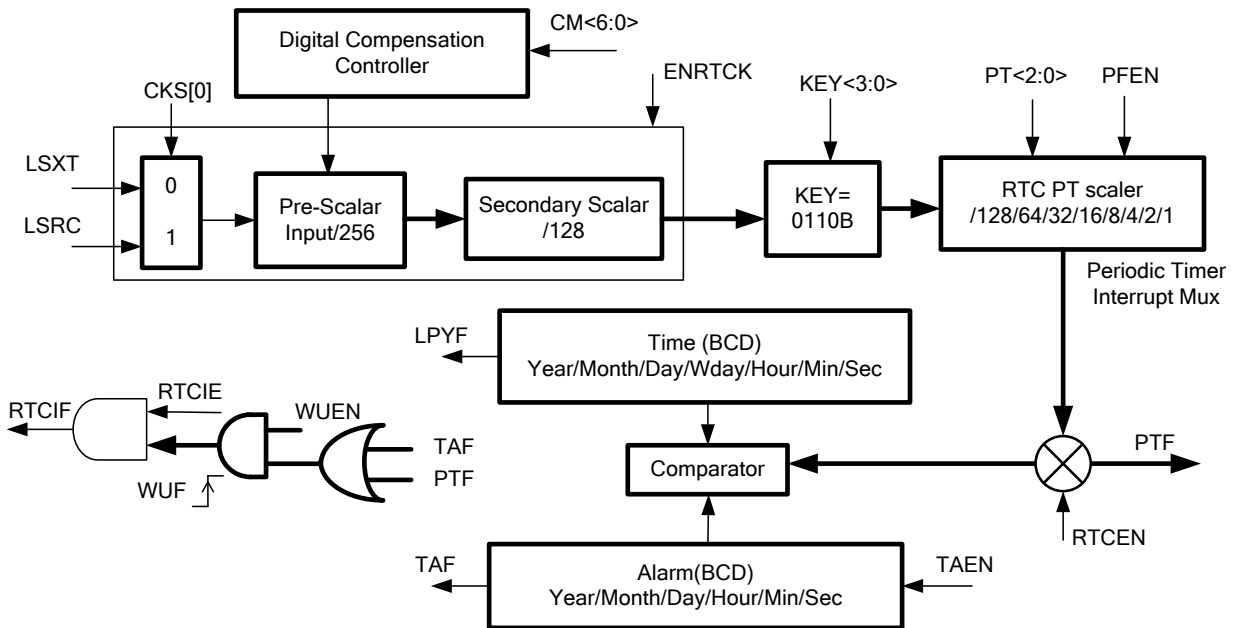 Digital Compensation
Controller
CM<6:0>
CKS[0]
ENRTCK
KEY<3:0>
PT<2:0>
PFEN
LSXT
LSRC
0
1
Pre-Scalar
Input/256
Secondary Scalar
/128
KEY=
0110B
RTC PT scaler
/128/64/32/16/8/4/2/1
Periodic Timer
Interrupt Mux
LPYF
Time (BCD)
Year/Month/Day/Wday/Hour/Min/Sec
RTCIF
RTCIE
WUEN
TAF
PTF
WUF
Comparator
PTF
RTCEN
TAF
Alarm(BCD)
Year/Month/Day/Hour/Min/Sec
TAEN